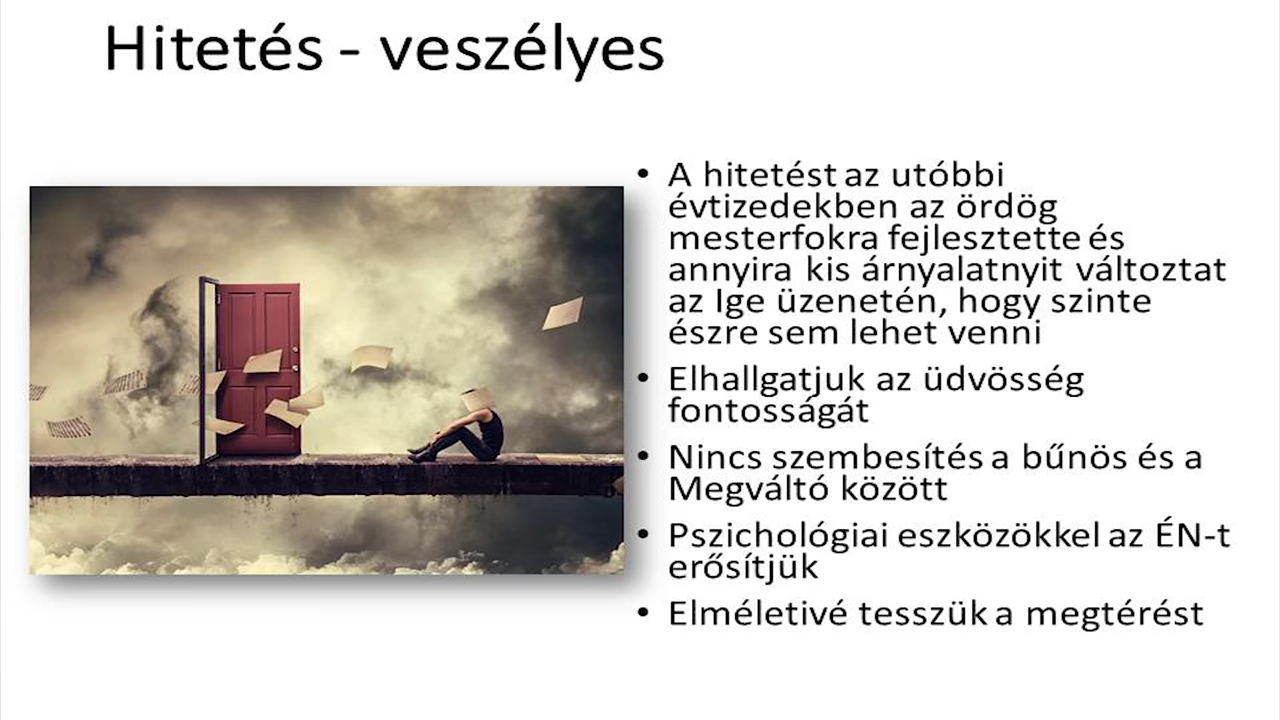 Hitetés - veszélyes
• A hitetést az utóbbi
évtizedekben az ördög
mesterfokra fejlesztette és
annyira kis árnyalatnyit változtat
az Ige üzenetén, hogy szinte
észre sem lehet venni
• Elhallgatjuk az üdvösség
fontosságát
• Nincs szembesítés a bűnös és a
Megváltó között
• Pszichológiai eszközökkel az ÉN-t
erősítjük
• Elméletivé tesszük a megtérést